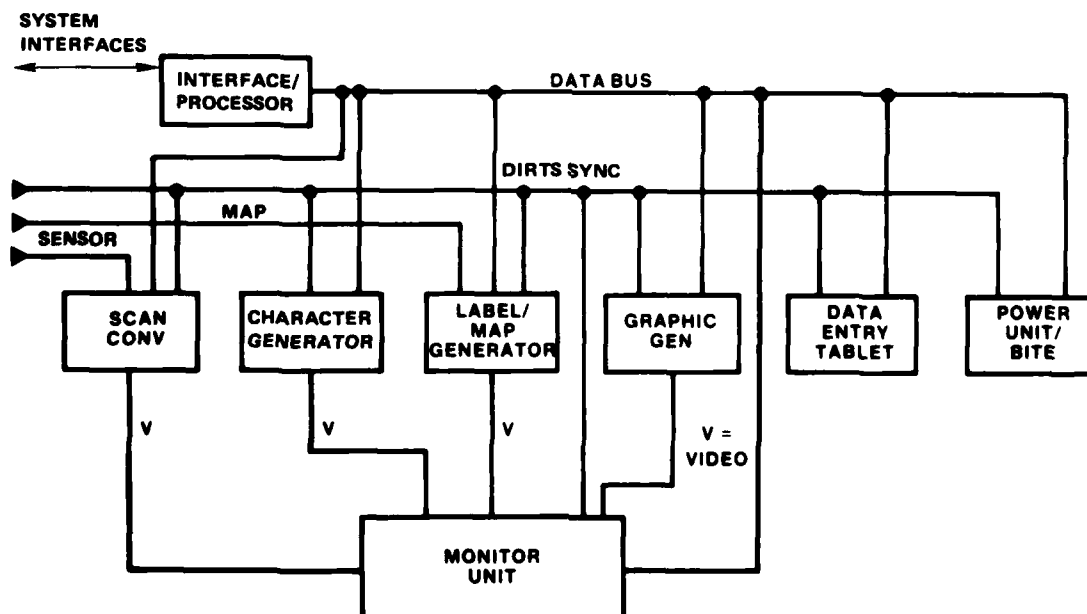 SYSTEM
INTERFACES
INTERFACE/
PROCESSOR
DATA BUS
DIRTS SYNC
MAP
SENSOR
SCAN
CONV
CHARACTER
GENERATOR
LABEL/
MAP
GENERATOR
GRAPHIC
GEN
DATA
ENTRY
TABLET
POWER
UNIT/
BITE
V
V
V
V =
VIDEO
MONITOR
UNIT